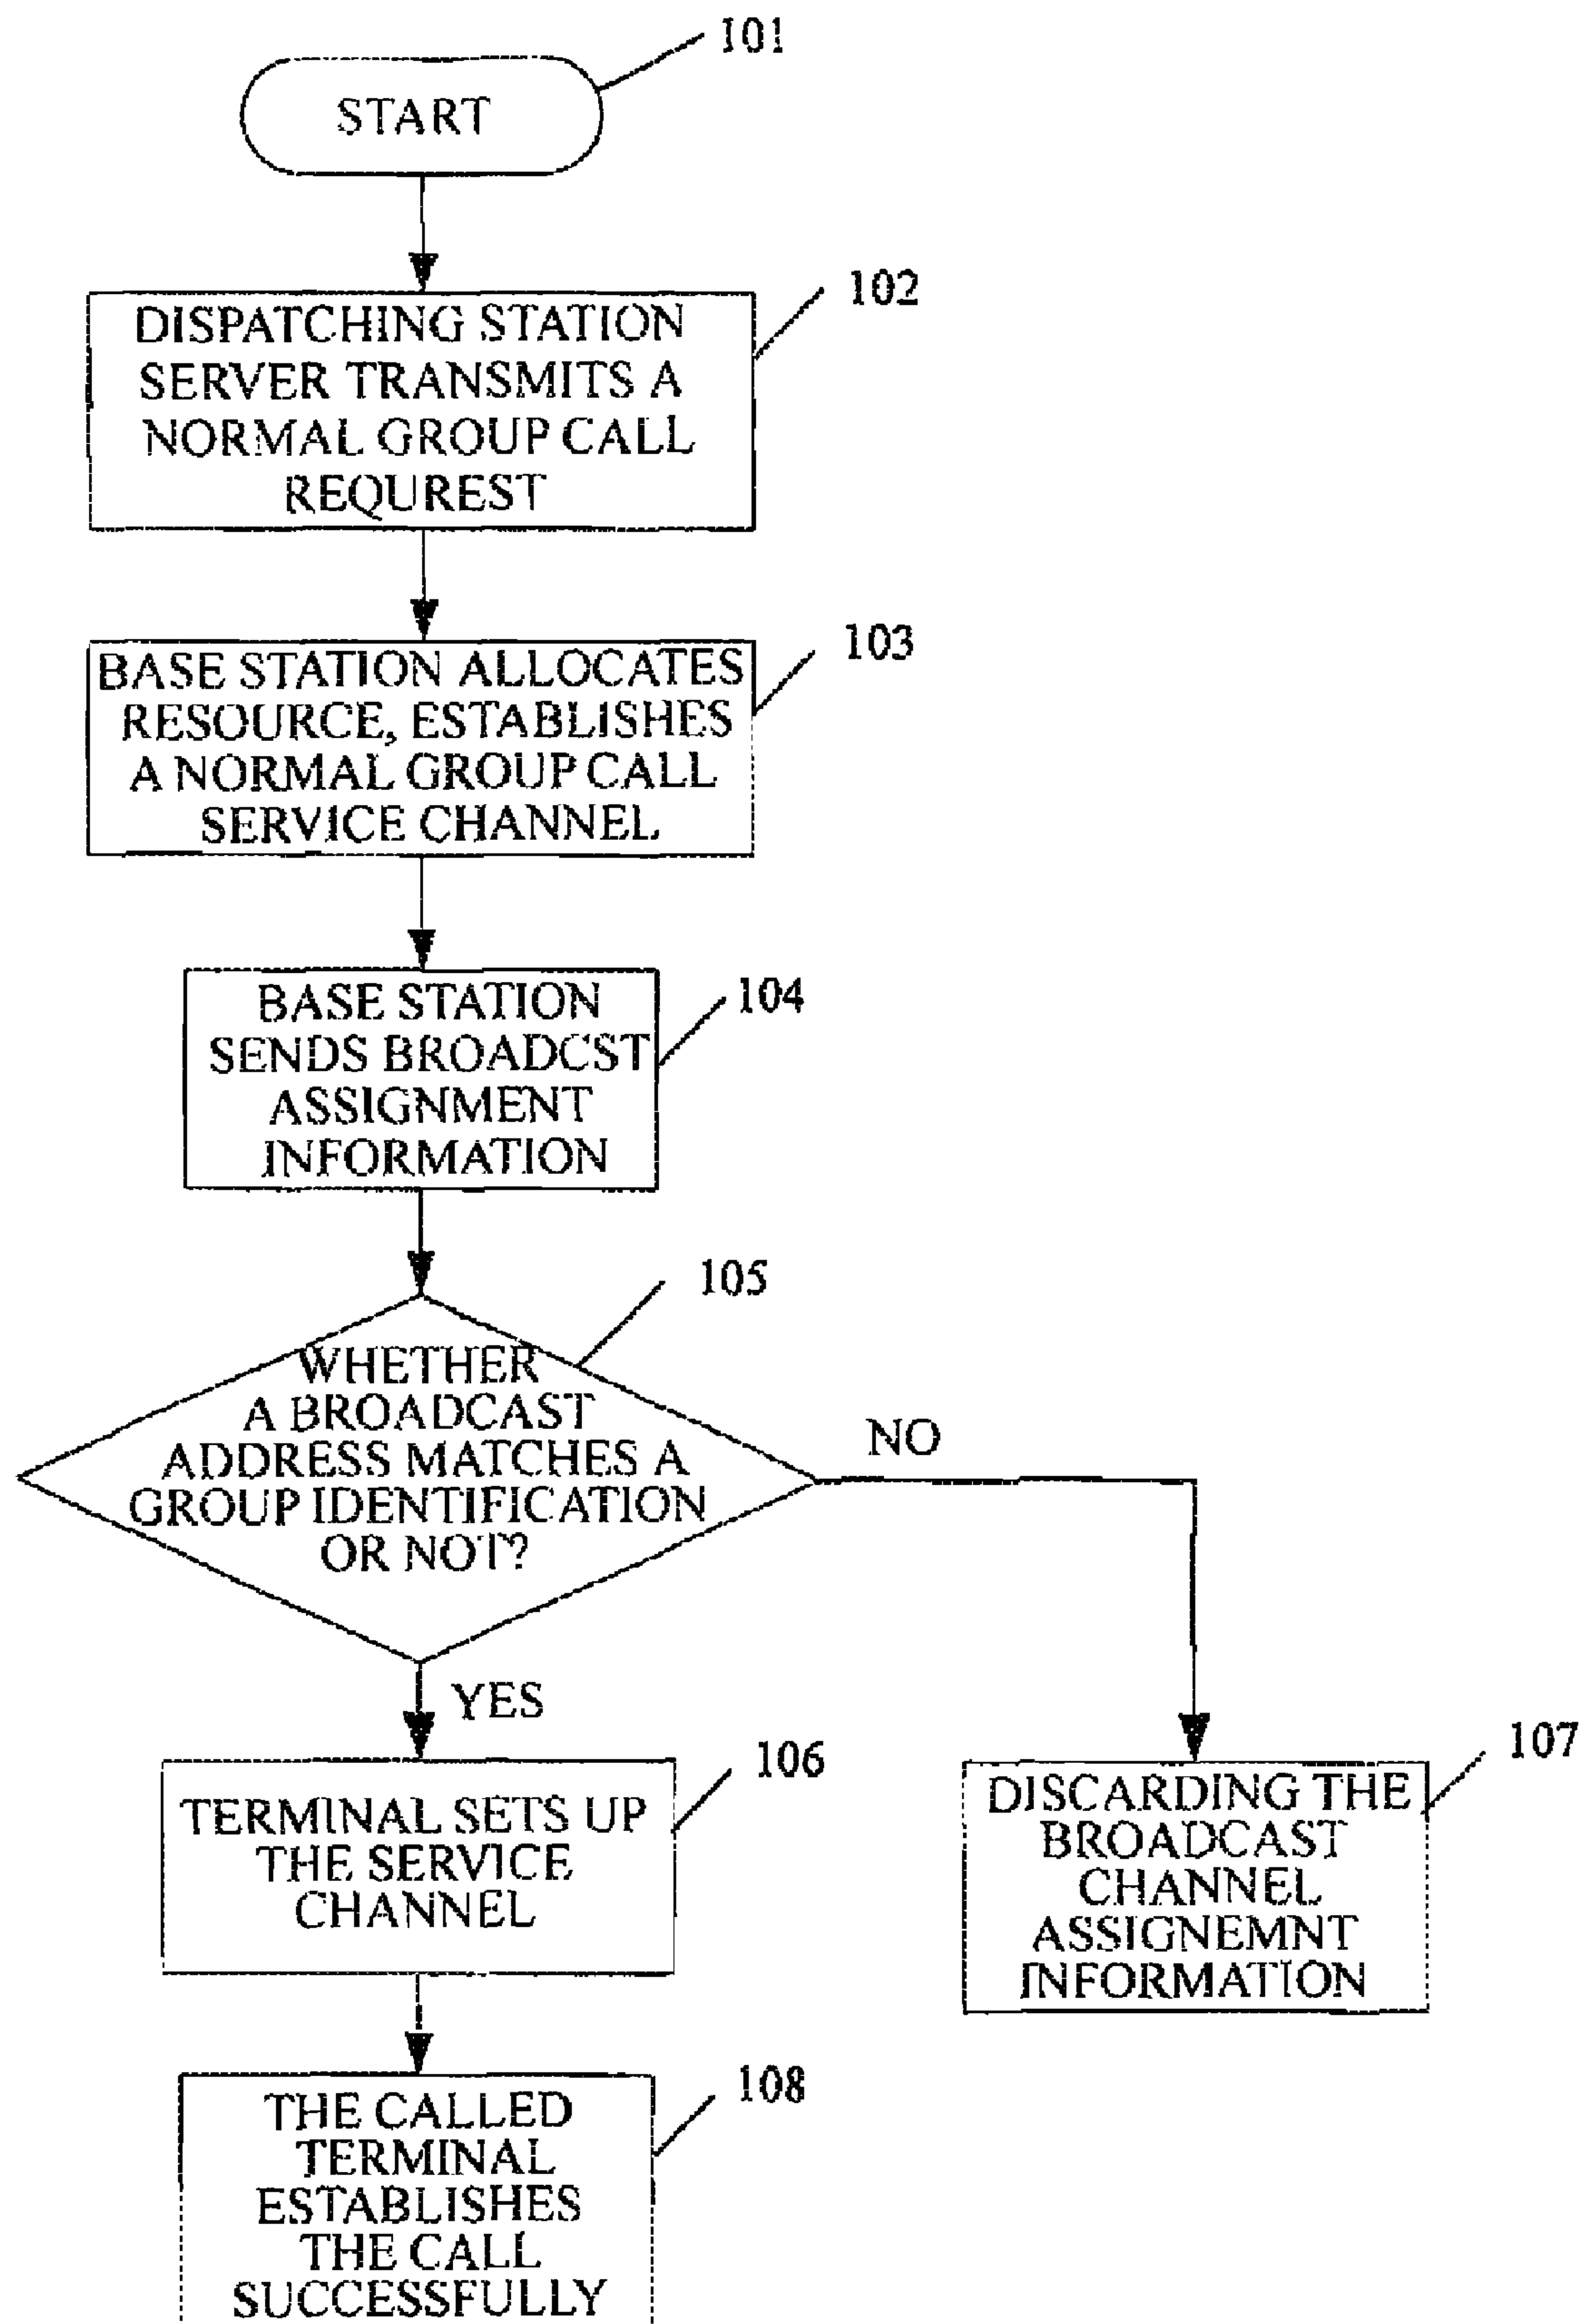 101
START
102
DISPATCHING STATION
SERVER TRANSMITS A
NORMAL GROUP CALL
REQUREST
103
BASE STATION ALLOCATES
RESOURCE, ESTABLISHES
A NORMAL GROUP CALL
SERVICE CHANNEL
104
BASE STATION
SENDS BROADCST
ASSIGNMENT
INFORMATION
105
WHETHER
A BROADCAST
ADDRESS MATCHES A
GROUP IDENTIFICATION
OR NOT?
NO
YES
106
TERMINAL SETS UP
THE SERVICE
CHANNEL
107
DISCARDING THE
BROADCAST
CHANNEL
ASSIGNEMNT
INFORMATION
108
THE CALLED
TERMINAL
ESTABLISHES
THE CALL
SUCCESSFULLY